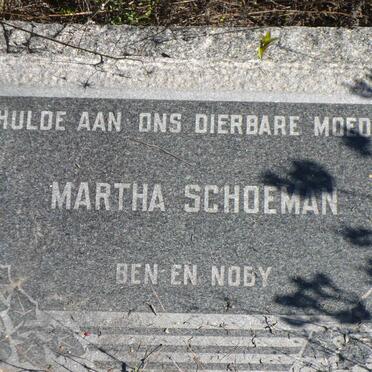 HULDE AAN ONS DIERBARE MOED
MARTHA SCHOEMAN
BEN EN NOBY